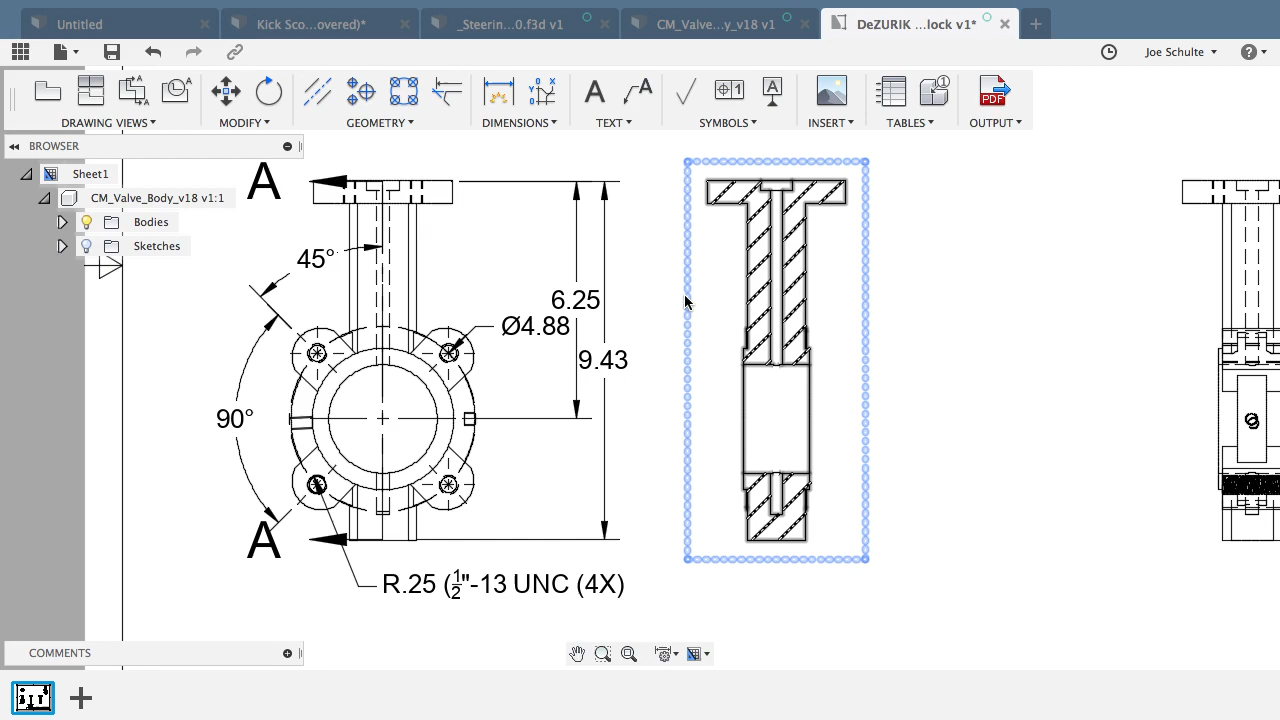 Untitled
Kick Sco...overed)*
_Steerin...0.f3d v1
CM_Valve...y_v18 v1
DeZURIK ...lock v1*
Joe Schulte
DRAWING VIEWS
MODIFY
GEOMETRY
DIMENSIONS
TEXT
SYMBOLS
INSERT
TABLES
OUTPUT
BROWSER
Sheet1
CM_Valve_Body_v18 v1:1
Bodies
Sketches
A
45°
6.25
Ø4.88
9.43
90°
A
R.25 (1/2"-13 UNC (4X)
COMMENTS